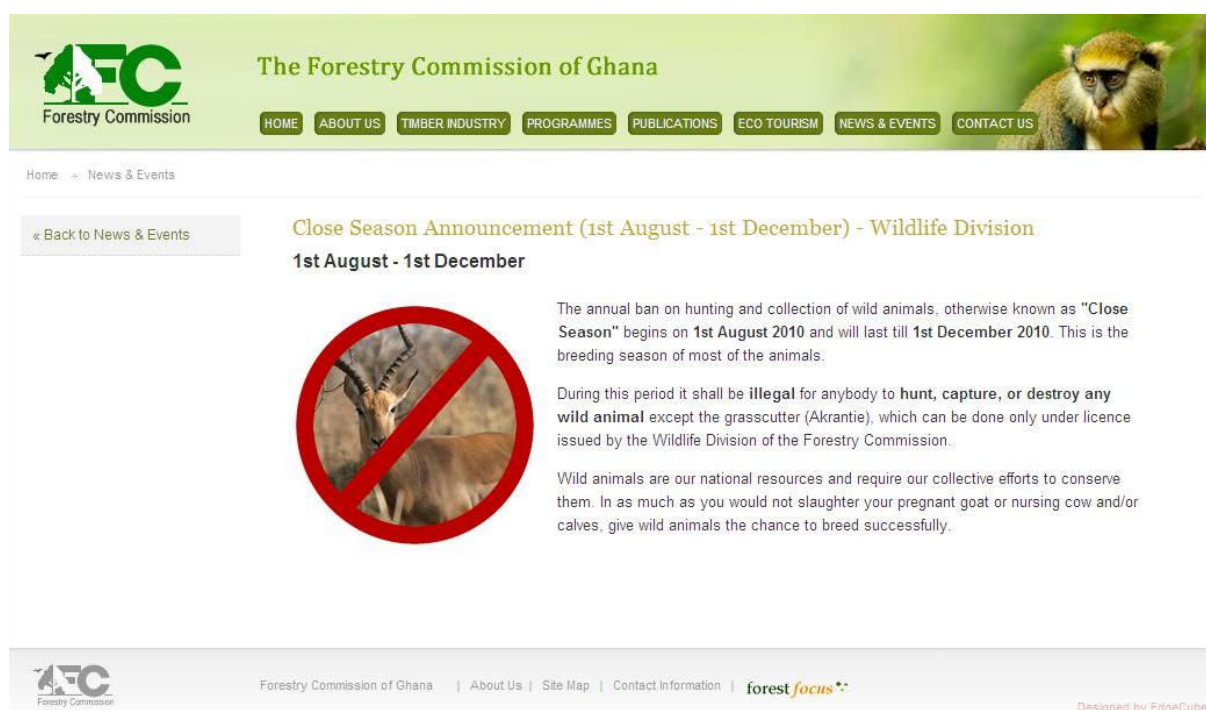 FC
Forestry Commission
The Forestry Commission of Ghana
HOME ABOUT US TIMBER INDUSTRY PROGRAMMES PUBLICATIONS ECO TOURISM NEWS & EVENTS CONTACT US
Home → News & Events
« Back to News & Events
Close Season Announcement (1st August - 1st December) - Wildlife Division
1st August - 1st December
The annual ban on hunting and collection of wild animals, otherwise known as "Close
Season" begins on 1st August 2010 and will last till 1st December 2010. This is the
breeding season of most of the animals.
During this period it shall be illegal for anybody to hunt, capture, or destroy any
wild animal except the grasscutter (Akrantie), which can be done only under licence
issued by the Wildlife Division of the Forestry Commission.
Wild animals are our national resources and require our collective efforts to conserve
them. In as much as you would not slaughter your pregnant goat or nursing cow and/or
calves, give wild animals the chance to breed successfully.
FC
Forestry Commission
Forestry Commission of Ghana | About Us | Site Map | Contact Information | forest focus
Designed by EdgeCube